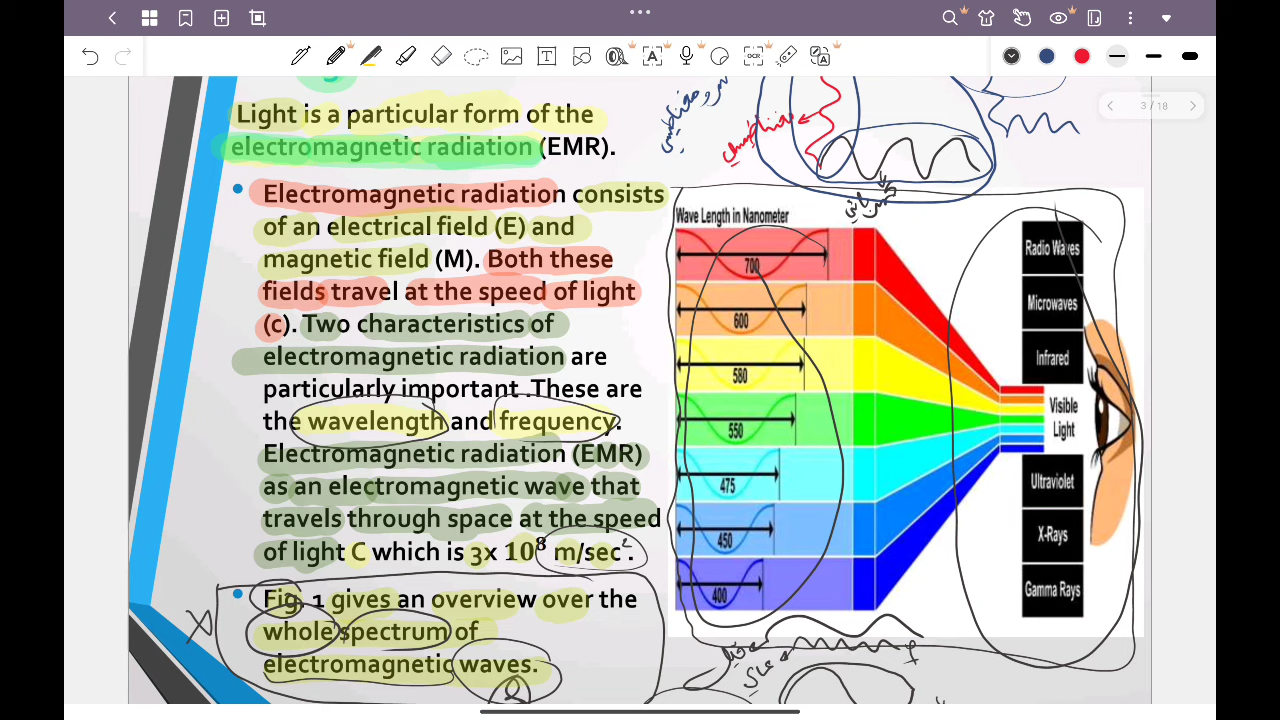 3 / 18
Light is a particular form of the
electromagnetic radiation (EMR).
• Electromagnetic radiation consists
of an electrical field (E) and
magnetic field (M). Both these
fields travel at the speed of light
(c). Two characteristics of
electromagnetic radiation are
particularly important .These are
the wavelength and frequency.
Electromagnetic radiation (EMR)
as an electromagnetic wave that
travels through space at the speed
of light C which is 3x 10⁸ m/sec².
• Fig. 1 gives an overview over the
whole spectrum of
electromagnetic waves.
Wave Length in Nanometer
700
600
580
550
475
450
400
Radio Waves
Microwaves
Infrared
Visible
Light
Ultraviolet
X-Rays
Gamma Rays